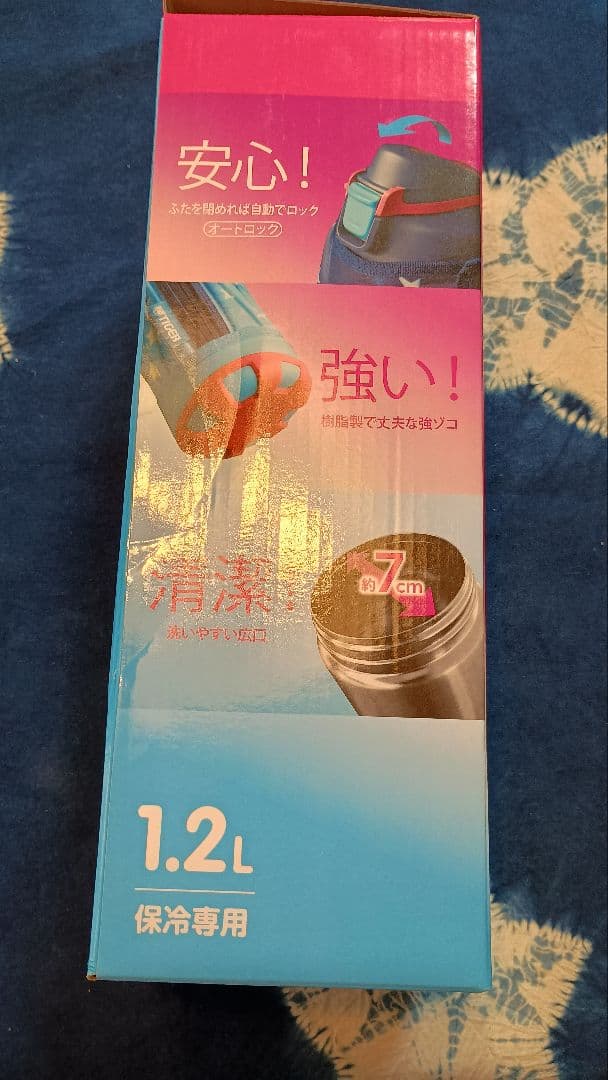 安心！
ふたを閉めれば自動でロック
オートロック
TIGER
強い！
樹脂製で丈夫な強ゾコ
清潔！
洗いやすい広口
約7cm
1.2L
保冷専用